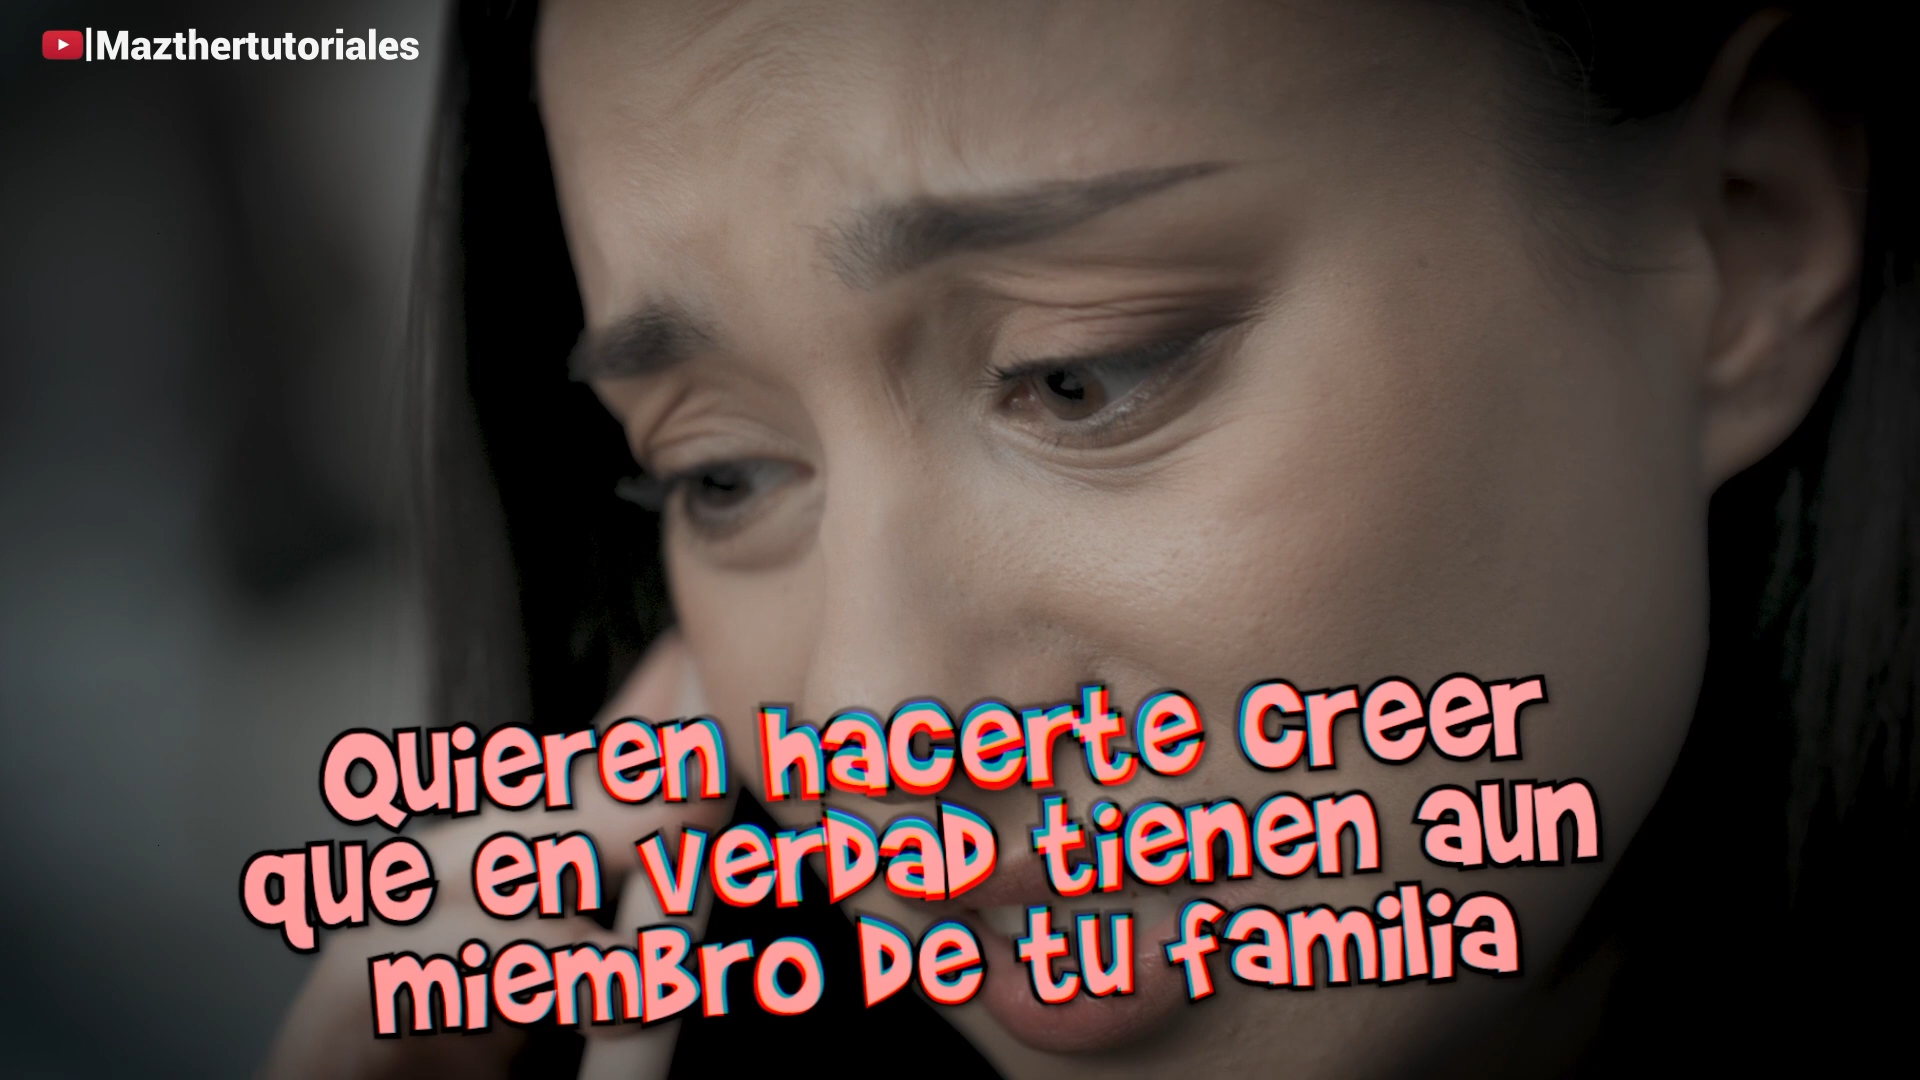 |Mazthertutoriales
Quieren hacerte creer
que en verdad tienen aun
miembro de tu familia